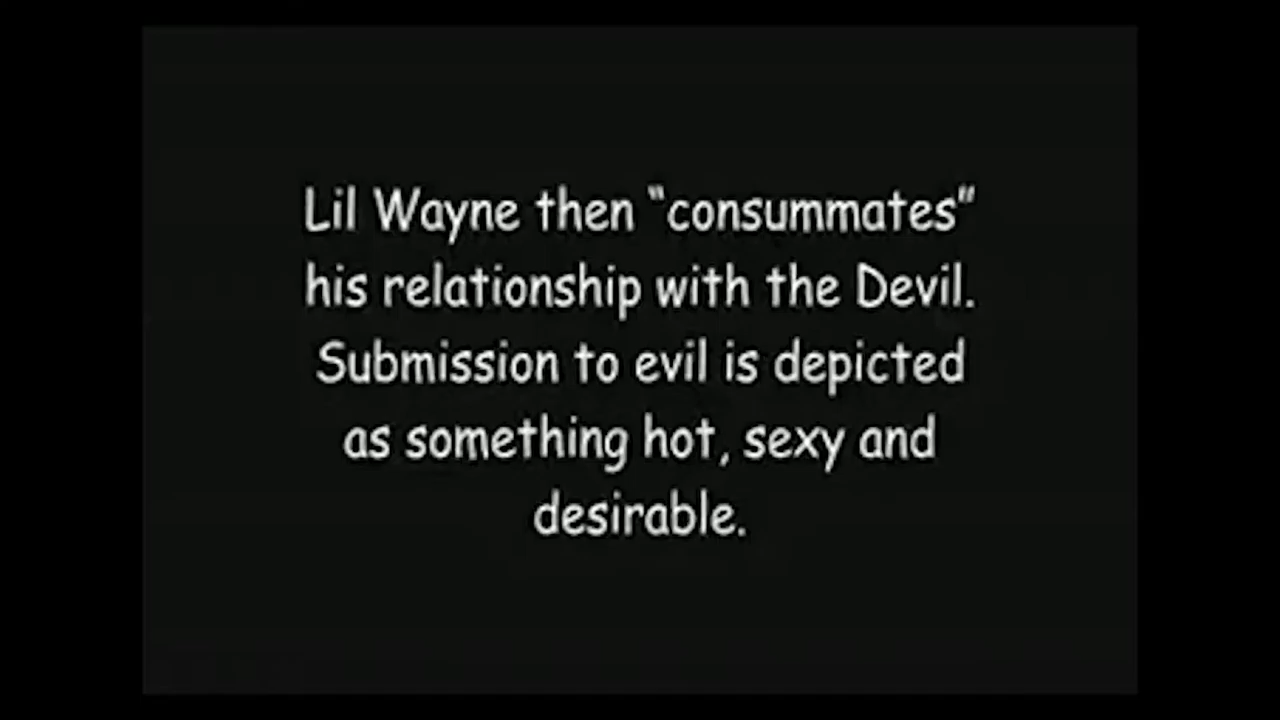 Lil Wayne then “consummates”
his relationship with the Devil.
Submission to evil is depicted
as something hot, sexy and
desirable.